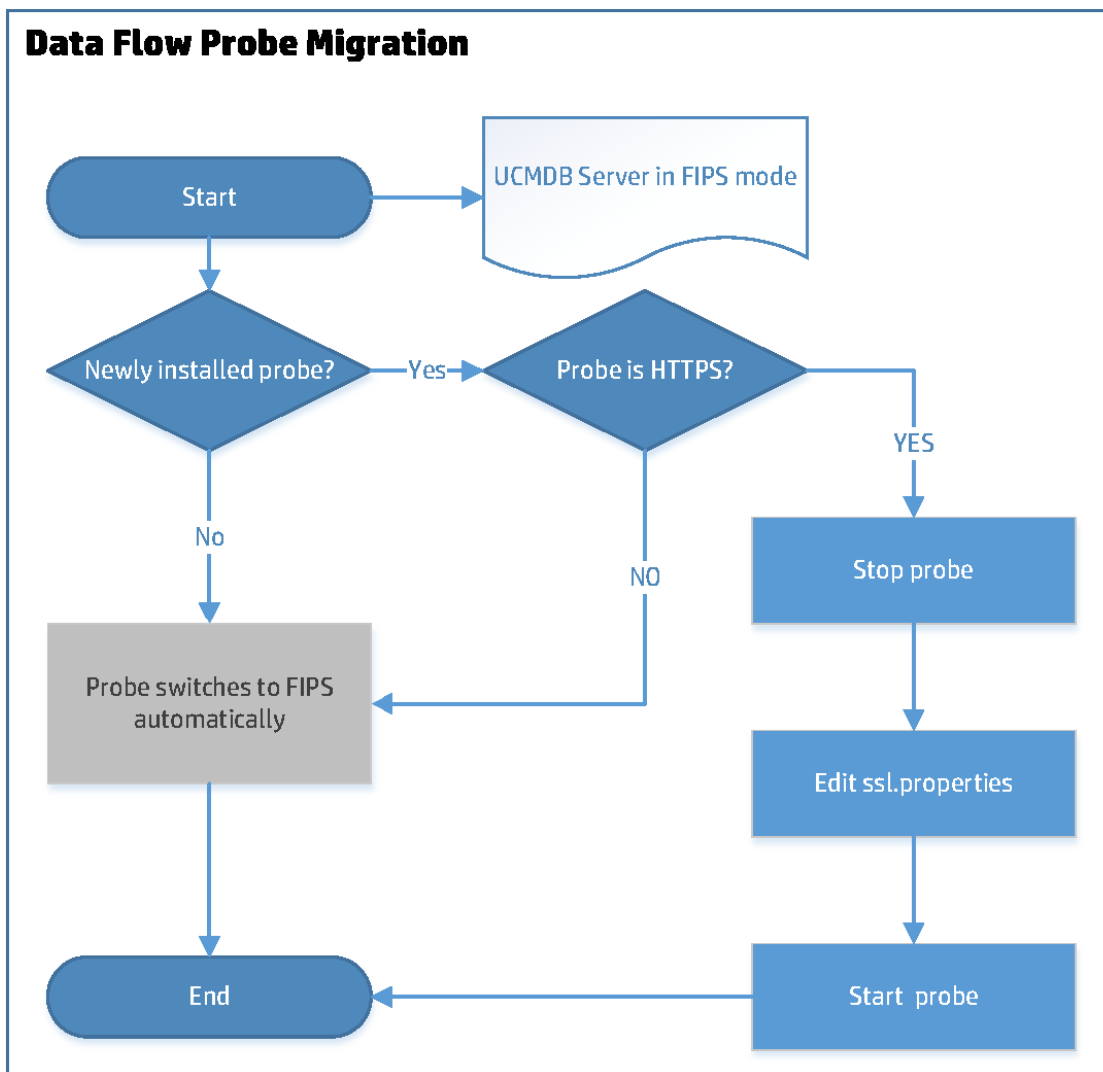 Data Flow Probe Migration
UCMDB Server in FIPS mode
Start
Newly installed probe?
Yes
Probe is HTTPS?
YES
No
NO
Stop probe
Probe switches to FIPS
automatically
Edit ssl.properties
End
Start probe